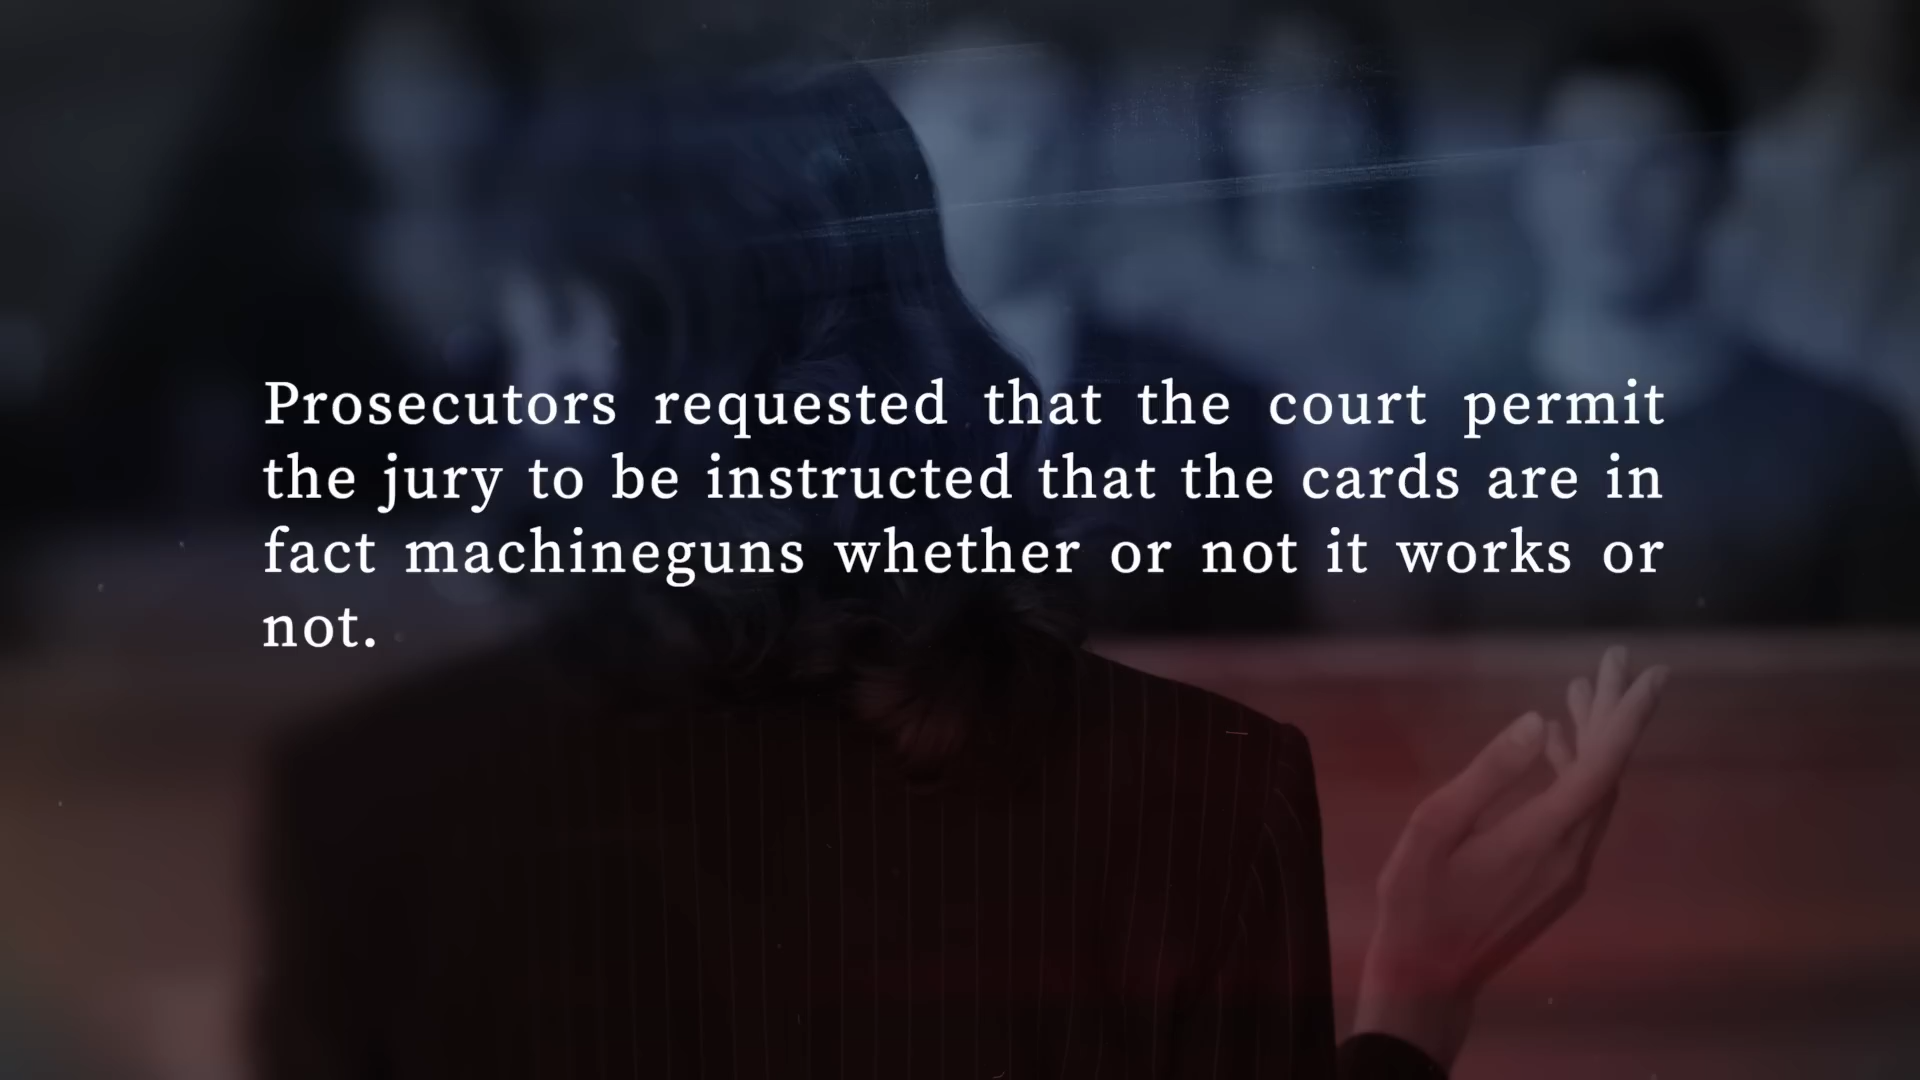 Prosecutors requested that the court permit
the jury to be instructed that the cards are in
fact machineguns whether or not it works or
not.